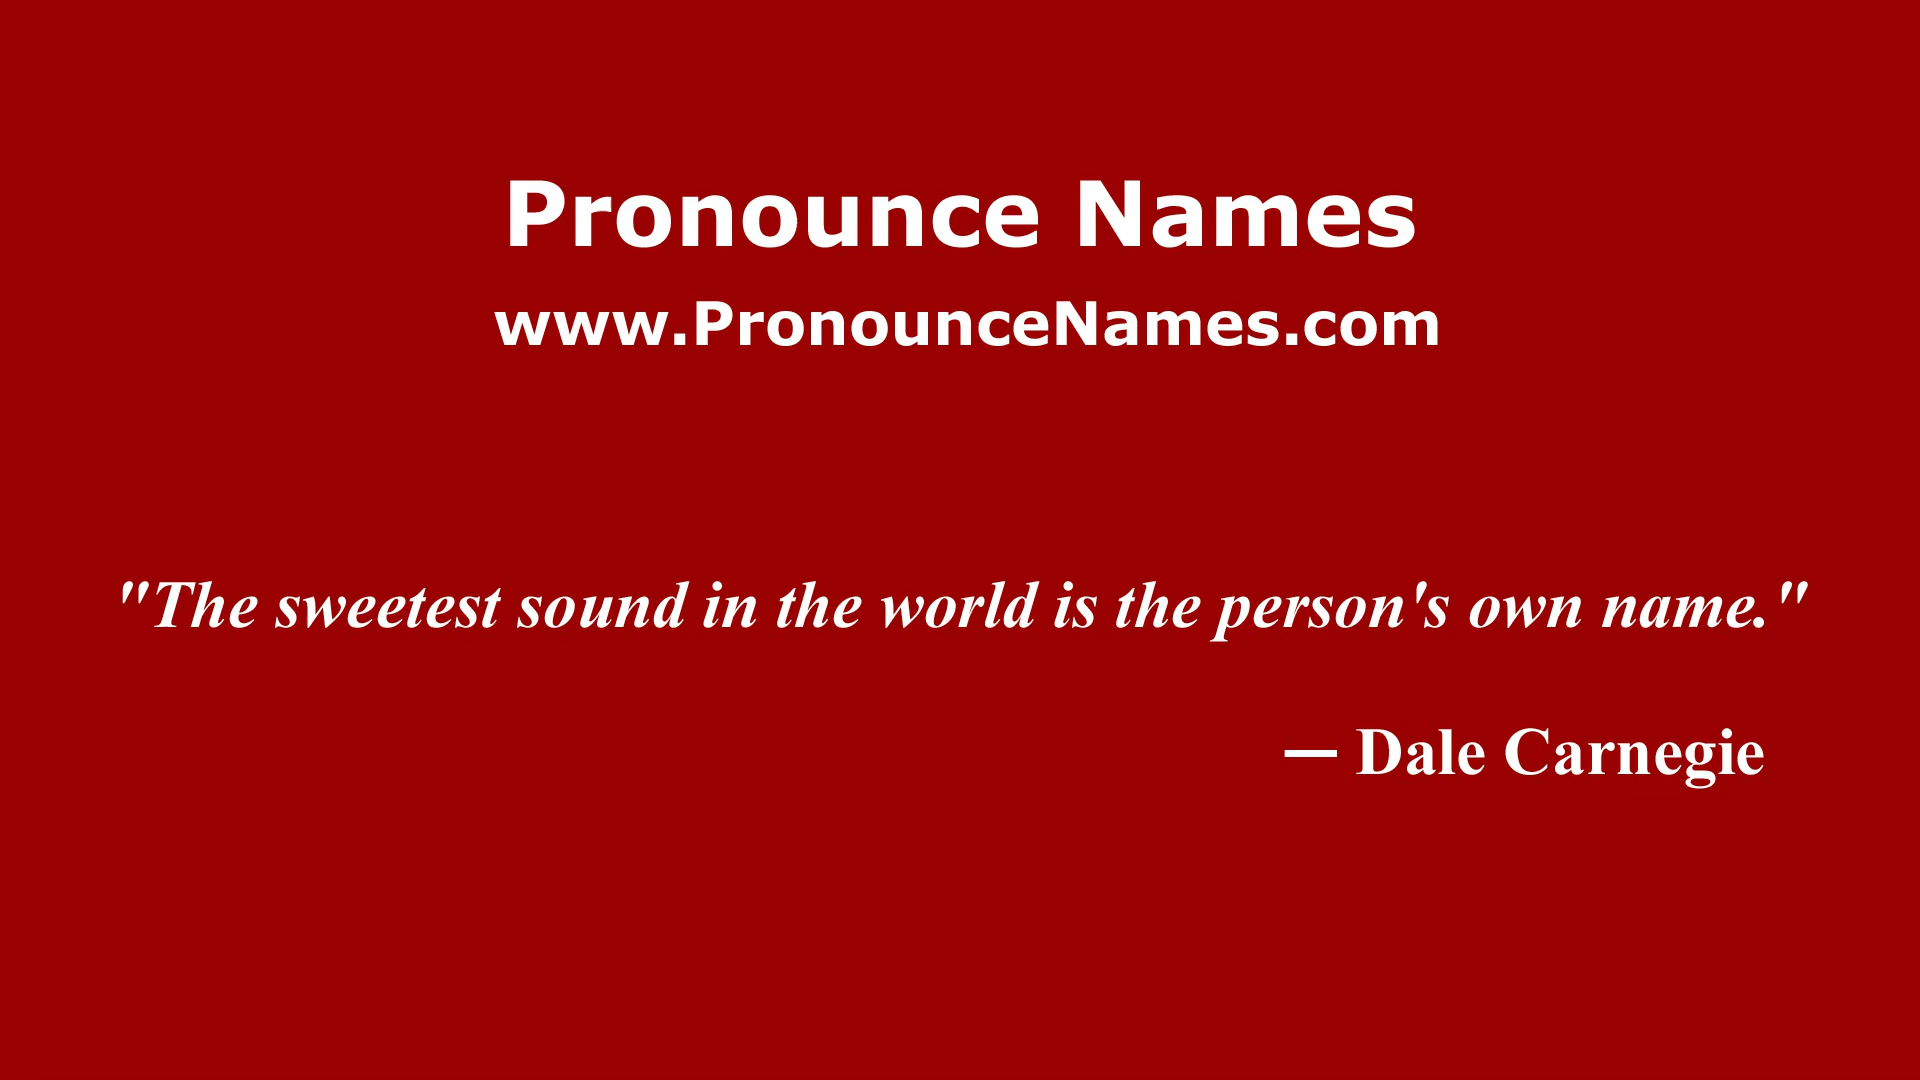 Pronounce Names
www.PronounceNames.com
"The sweetest sound in the world is the person's own name."
— Dale Carnegie